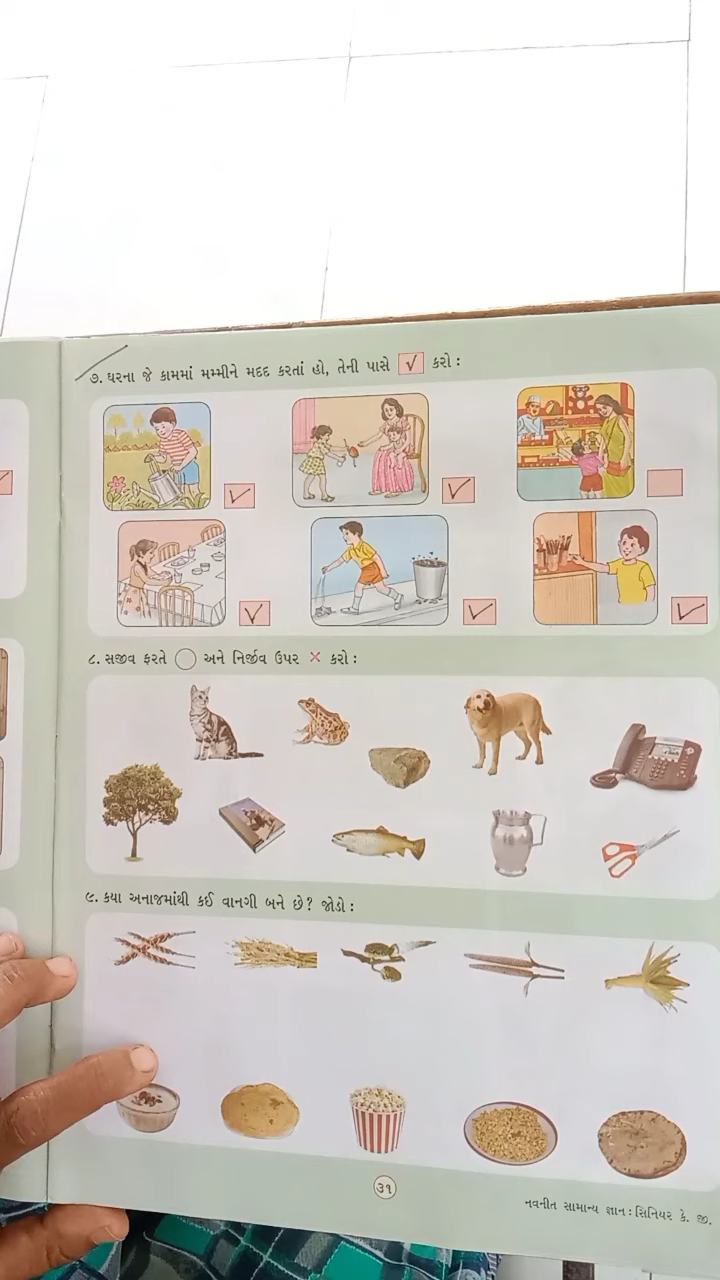 ૭. ઘરના જે કામમાં મમ્મીને મદદ કરતાં હો, તેની પાસે ✓ કરો :
૮. સજીવ ફરતે ◯ અને નિર્જીવ ઉપર × કરો :
૯. કયા અનાજમાંથી કઈ વાનગી બને છે? જોડો :
૩૧
નવનીત સામાન્ય જ્ઞાન : સિનિયર કે. જી.